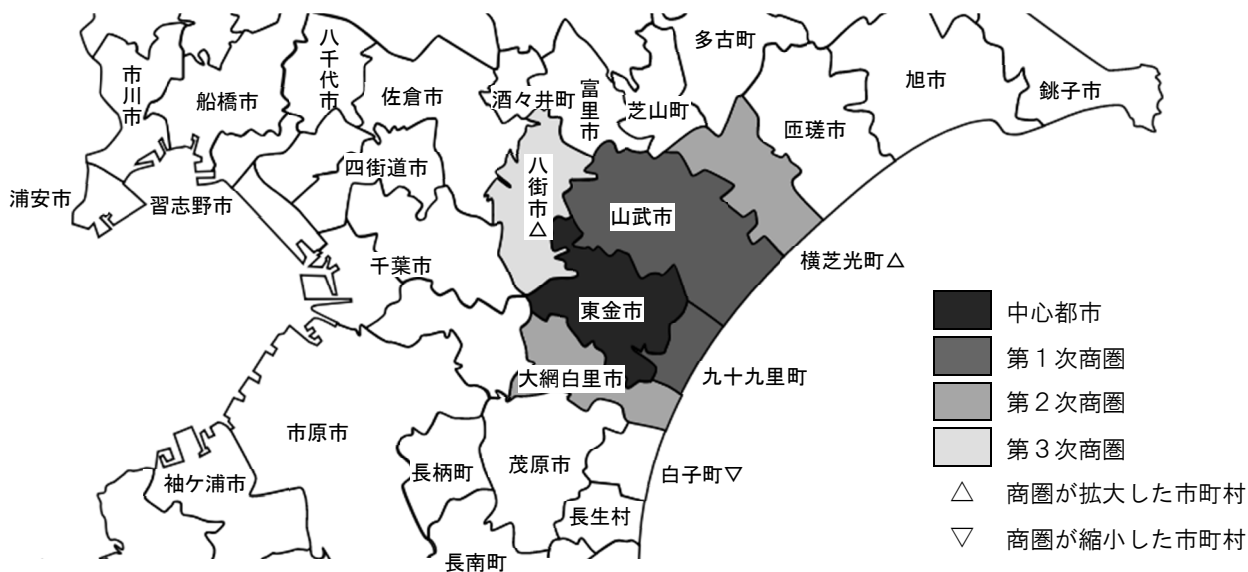 多古町
旭市
銚子市
八千代市
市川市
船橋市
佐倉市
酒々井町
富里市
芝山町
匝瑳市
四街道市
八街市△
浦安市
習志野市
山武市
千葉市
横芝光町△
東金市
中心都市
第1次商圏
大網白里市
九十九里町
第2次商圏
市原市
第3次商圏
長柄町
茂原市
白子町▽
袖ケ浦市
△ 商圏が拡大した市町村
長生村
▽ 商圏が縮小した市町村
長南町